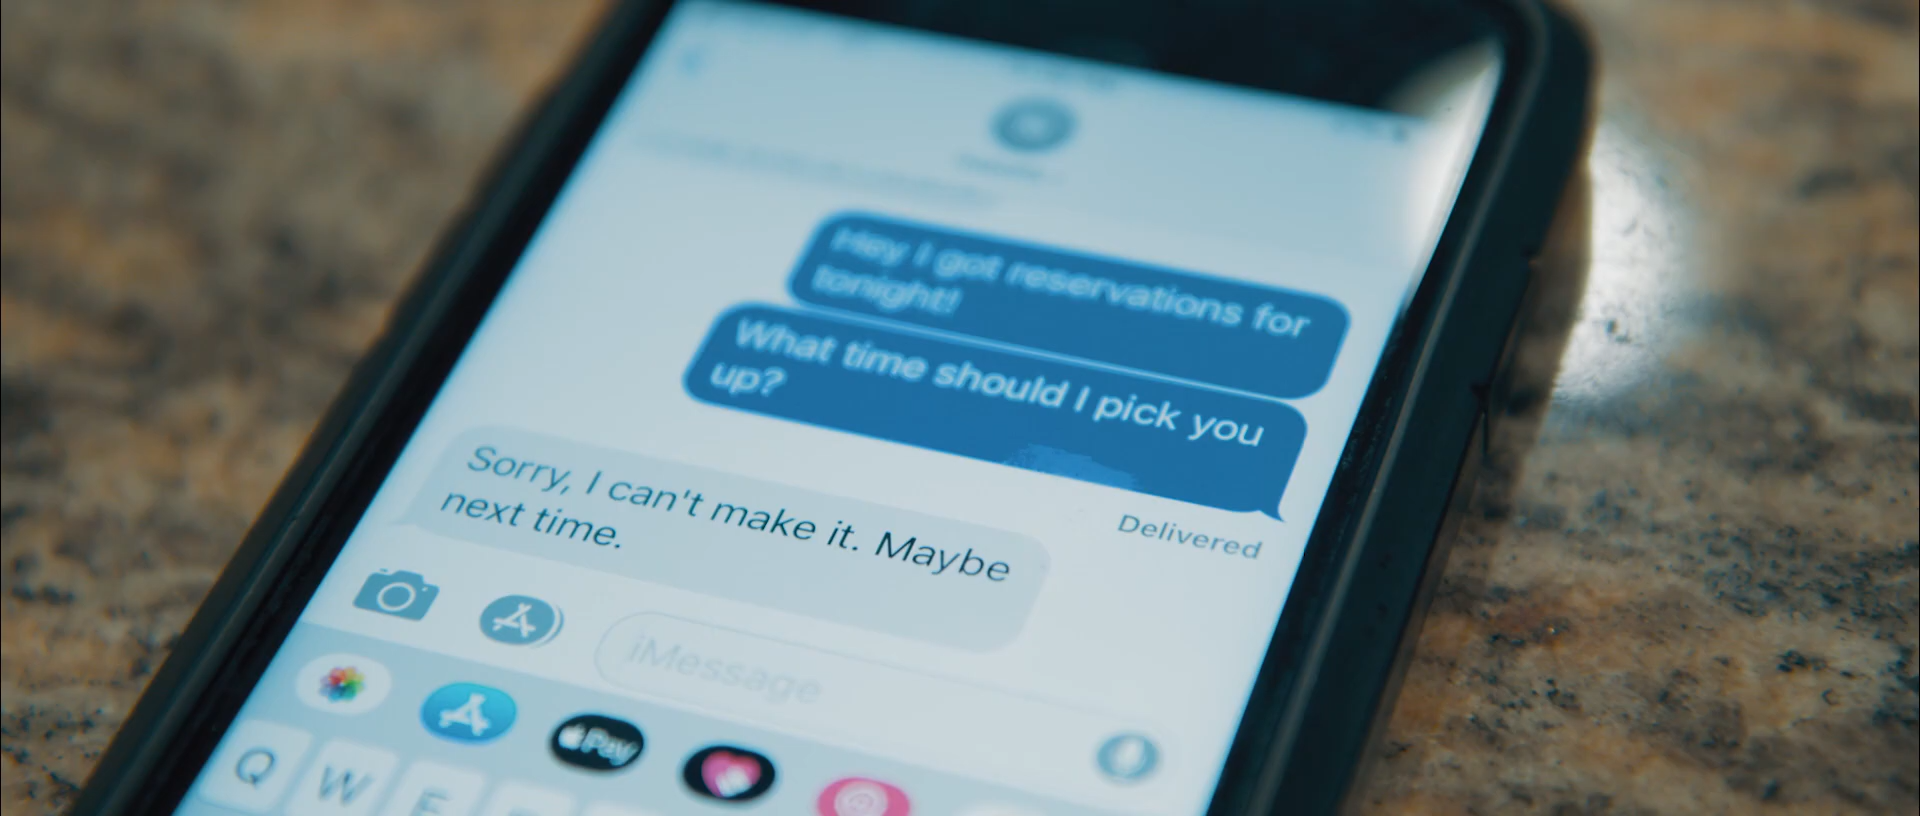 Hey I got reservations for
tonight!
What time should I pick you
up?
Delivered
Sorry, I can't make it. Maybe
next time.
iMessage
Pay
Q W E